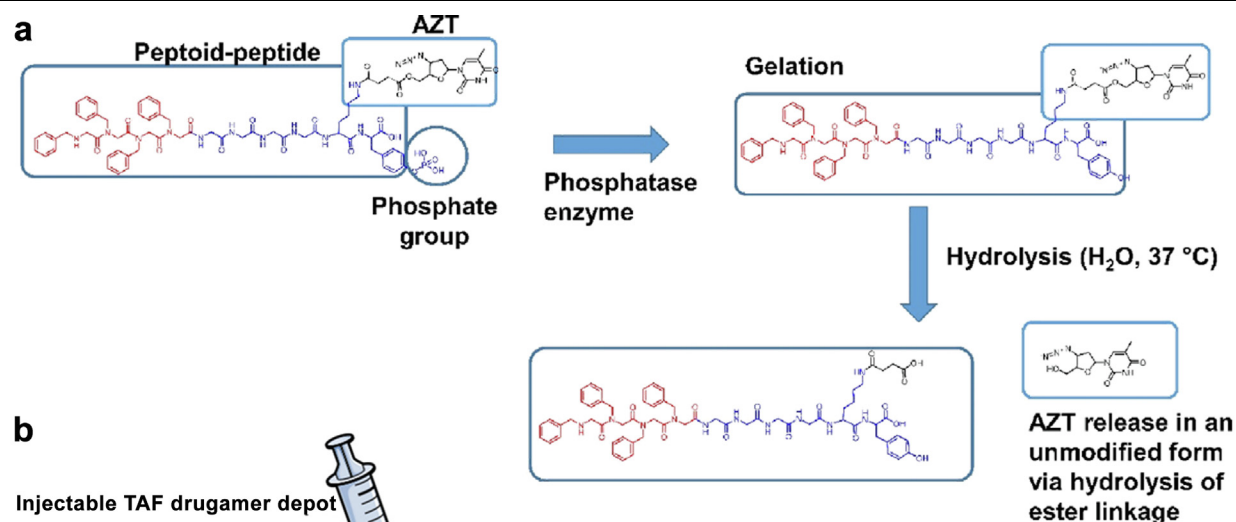 a
AZT
Peptoid-peptide
Phosphate
group
Phosphatase
enzyme
Gelation
Hydrolysis (H₂O, 37 °C)
AZT release in an
unmodified form
via hydrolysis of
ester linkage
b
Injectable TAF drugamer depot